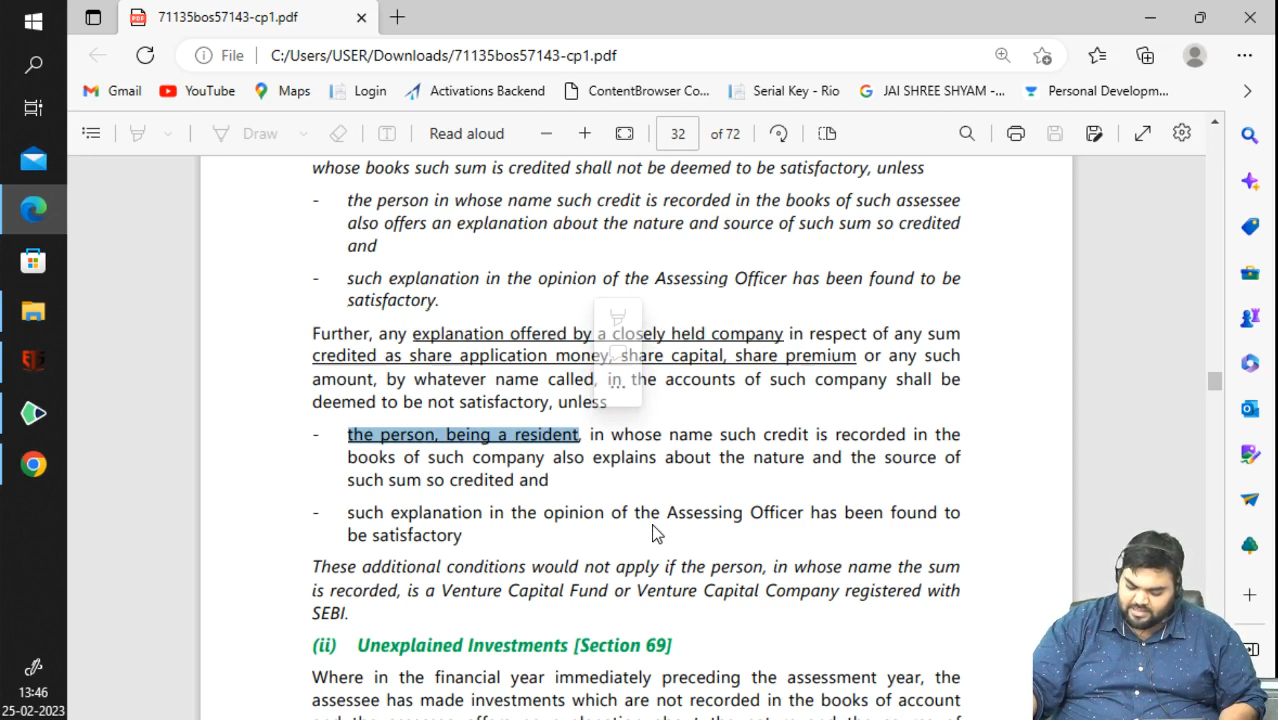 71135bos57143-cp1.pdf
File
C:/Users/USER/Downloads/71135bos57143-cp1.pdf
Gmail
YouTube
Maps
Login
Activations Backend
ContentBrowser Co...
Serial Key - Rio
JAI SHREE SHYAM -...
Personal Developm...
Draw
Read aloud
32
of 72
whose books such sum is credited shall not be deemed to be satisfactory, unless
- the person in whose name such credit is recorded in the books of such assessee
also offers an explanation about the nature and source of such sum so credited
and
- such explanation in the opinion of the Assessing Officer has been found to be
satisfactory.
Further, any explanation offered by a closely held company in respect of any sum
credited as share application money, share capital, share premium or any such
amount, by whatever name called, in the accounts of such company shall be
deemed to be not satisfactory, unless
- the person, being a resident, in whose name such credit is recorded in the
books of such company also explains about the nature and the source of
such sum so credited and
- such explanation in the opinion of the Assessing Officer has been found to
be satisfactory
These additional conditions would not apply if the person, in whose name the sum
is recorded, is a Venture Capital Fund or Venture Capital Company registered with
SEBI.
(ii) Unexplained Investments [Section 69]
Where in the financial year immediately preceding the assessment year, the
assessee has made investments which are not recorded in the books of account
13:46
25-02-2023